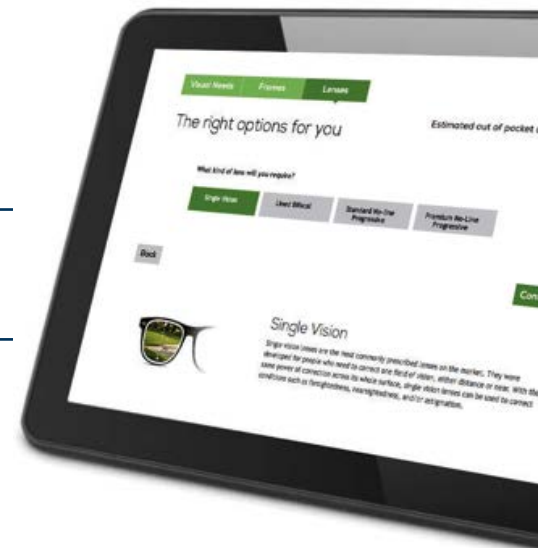 Visual Needs Frames Lenses
The right options for you
Estimated out of pocket
What kind of lens will you require?
Single Vision Lined Bifocal Standard No-Line Progressive Premium No-Line Progressive
Back
Single Vision
Single vision lenses are the most commonly prescribed lenses on the market. They were
developed for people who need to correct one field of vision, either distance or near. With the
same power of correction across its whole surface, single vision lenses can be used to correct
conditions such as farsightedness, nearsightedness, and/or astigmatism.